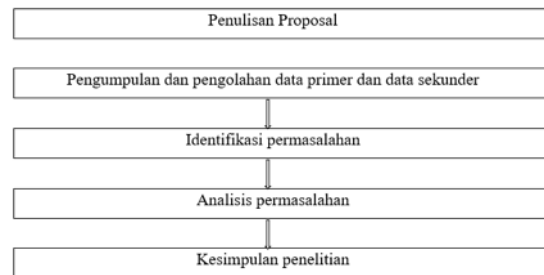 Penulisan Proposal
Pengumpulan dan pengolahan data primer dan data sekunder
Identifikasi permasalahan
Analisis permasalahan
Kesimpulan penelitian